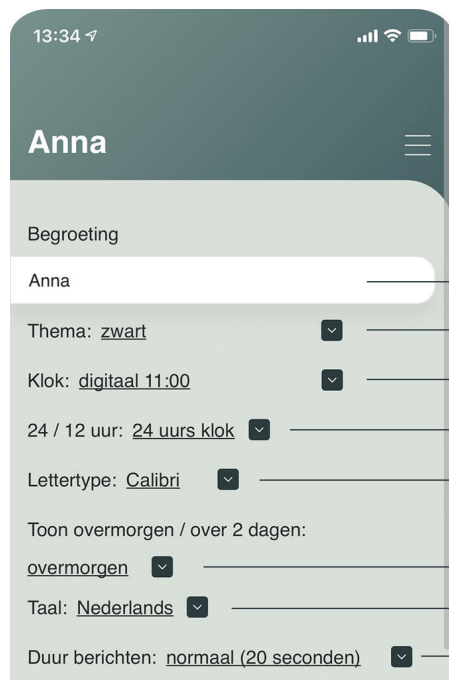 13:34
Anna
Begroeting
Anna
Thema: zwart
Klok: digitaal 11:00
24 / 12 uur: 24 uurs klok
Lettertype: Calibri
Toon overmorgen / over 2 dagen:
overmorgen
Taal: Nederlands
Duur berichten: normaal (20 seconden)